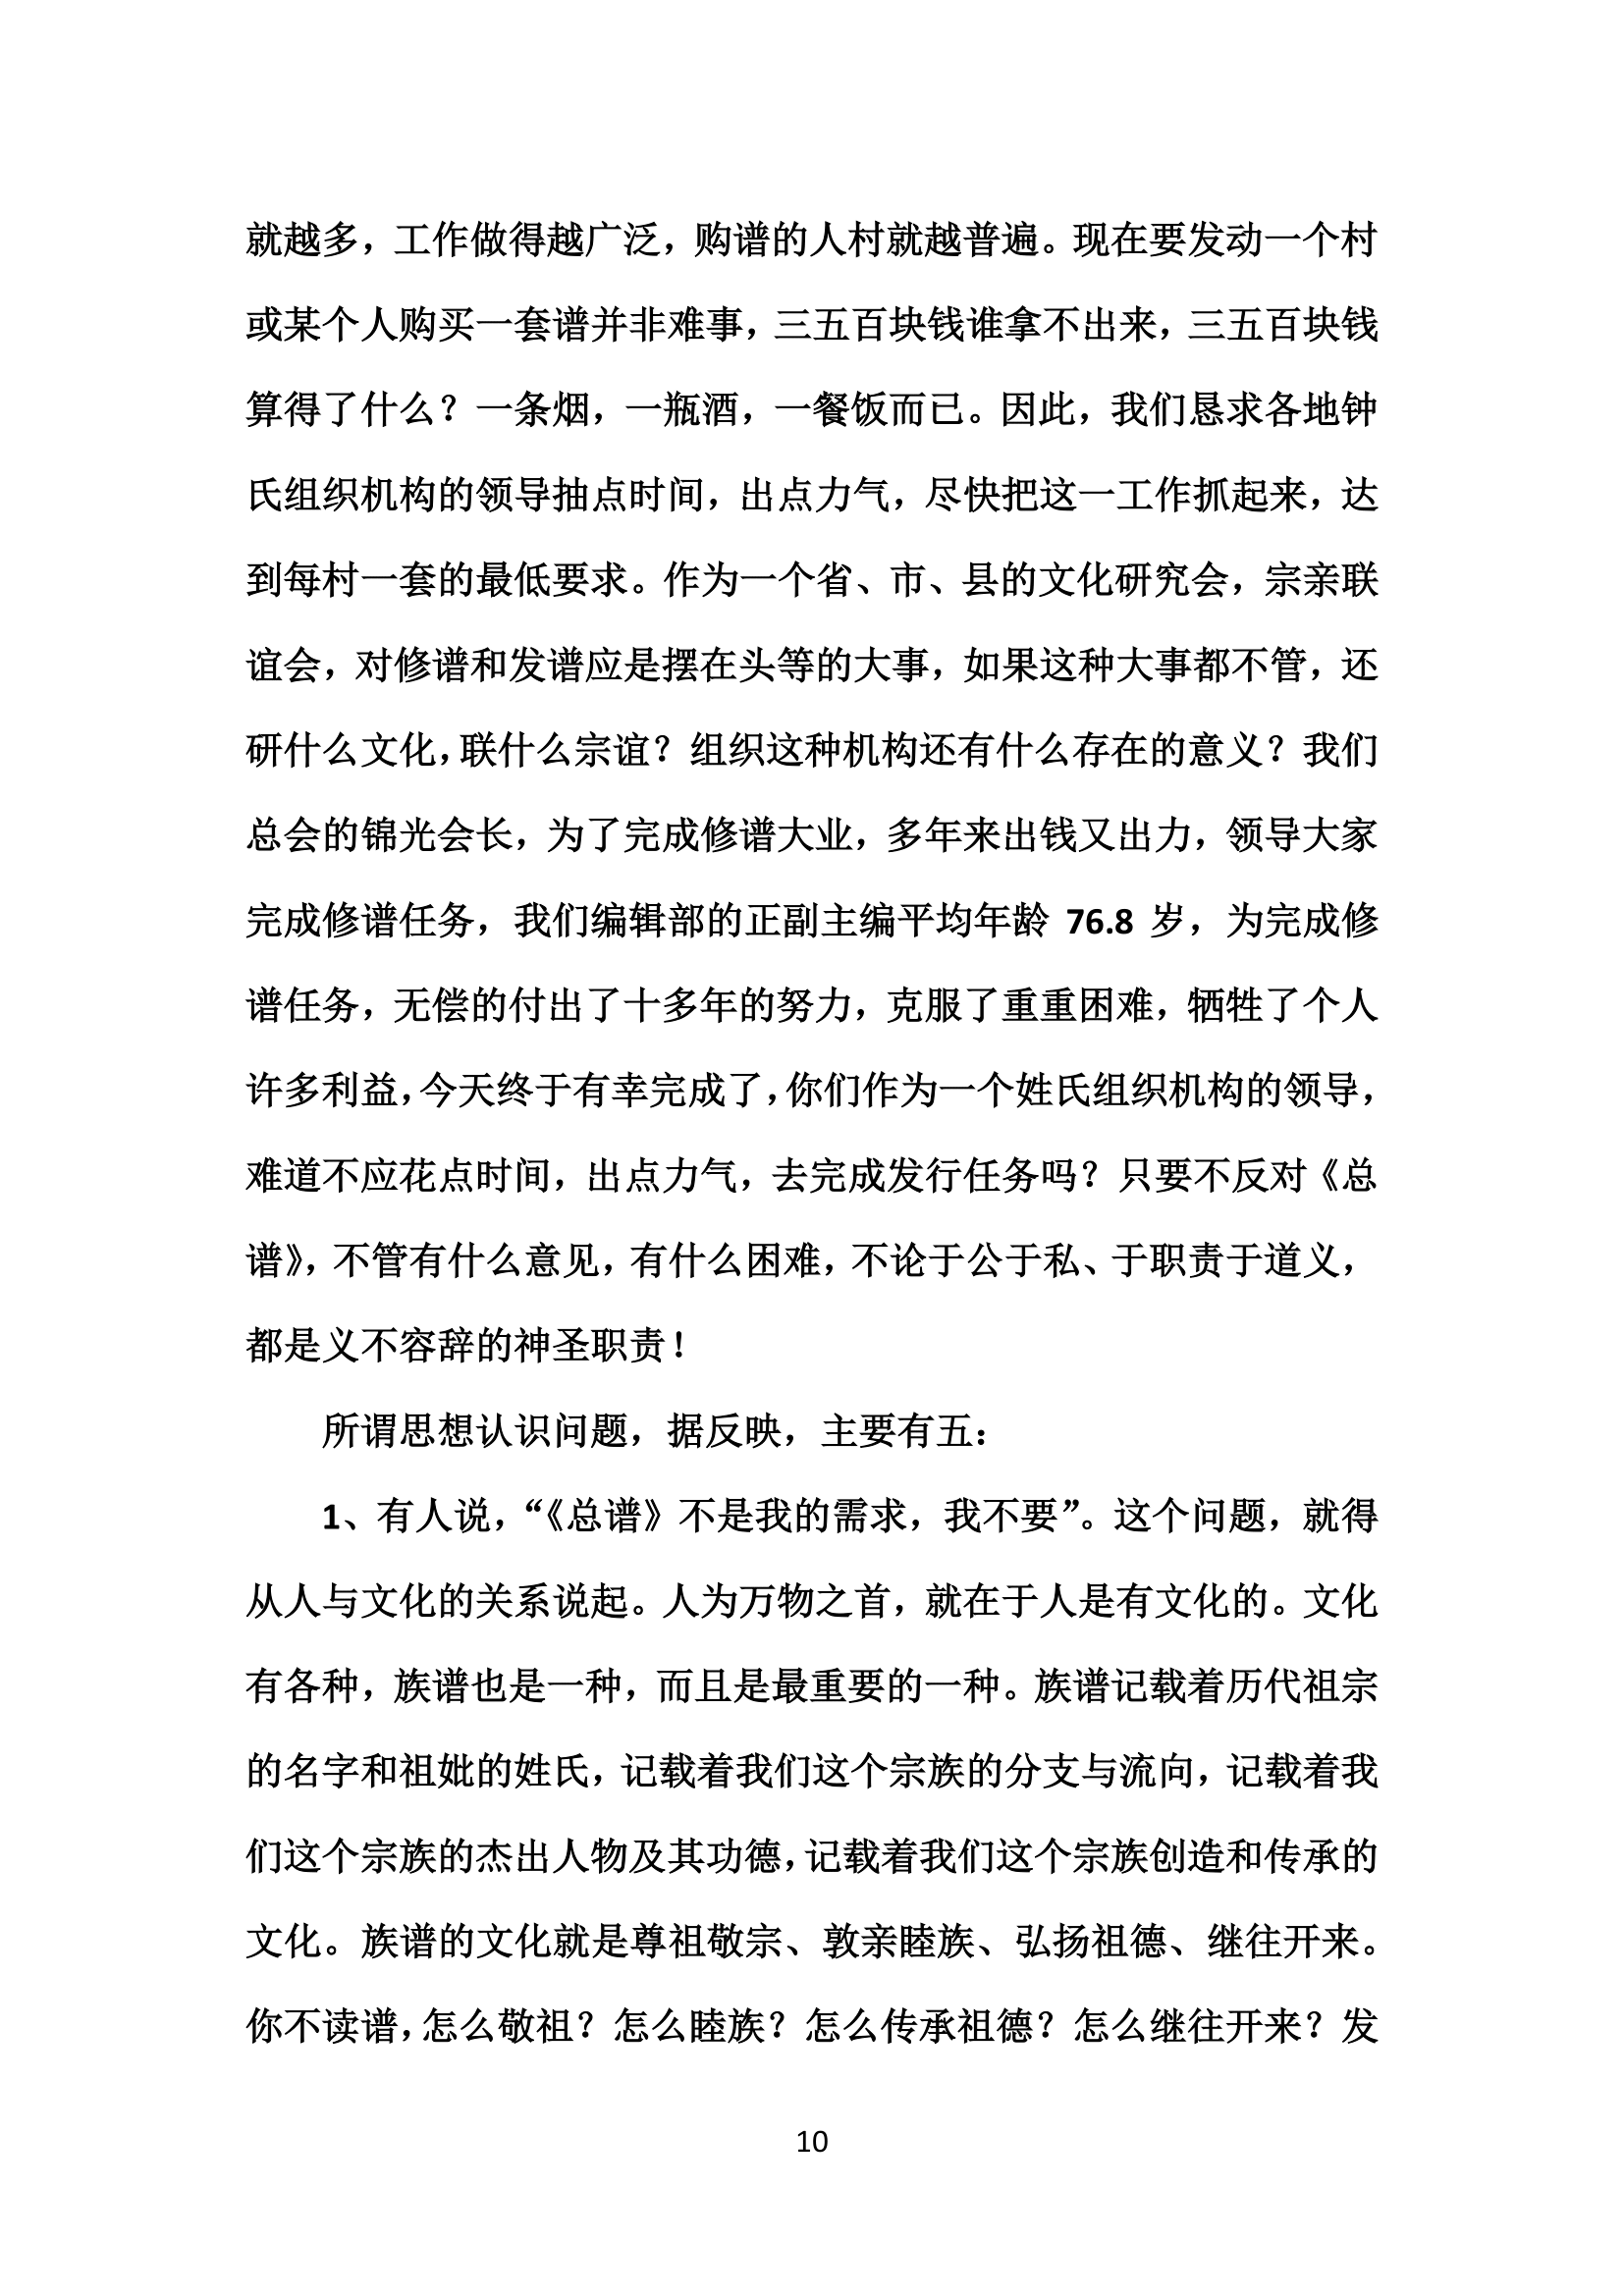 就越多，工作做得越广泛，购谱的人村就越普遍。现在要发动一个村
或某个人购买一套谱并非难事，三五百块钱谁拿不出来，三五百块钱
算得了什么？一条烟，一瓶酒，一餐饭而已。因此，我们恳求各地钟
氏组织机构的领导抽点时间，出点力气，尽快把这一工作抓起来，达
到每村一套的最低要求。作为一个省、市、县的文化研究会，宗亲联
谊会，对修谱和发谱应是摆在头等的大事，如果这种大事都不管，还
研什么文化，联什么宗谊？组织这种机构还有什么存在的意义？我们
总会的锦光会长，为了完成修谱大业，多年来出钱又出力，领导大家
完成修谱任务，我们编辑部的正副主编平均年龄 76.8 岁，为完成修
谱任务，无偿的付出了十多年的努力，克服了重重困难，牺牲了个人
许多利益，今天终于有幸完成了，你们作为一个姓氏组织机构的领导，
难道不应花点时间，出点力气，去完成发行任务吗？只要不反对《总
谱》，不管有什么意见，有什么困难，不论于公于私、于职责于道义，
都是义不容辞的神圣职责！
所谓思想认识问题，据反映，主要有五：
1、有人说，“《总谱》不是我的需求，我不要”。这个问题，就得
从人与文化的关系说起。人为万物之首，就在于人是有文化的。文化
有各种，族谱也是一种，而且是最重要的一种。族谱记载着历代祖宗
的名字和祖妣的姓氏，记载着我们这个宗族的分支与流向，记载着我
们这个宗族的杰出人物及其功德，记载着我们这个宗族创造和传承的
文化。族谱的文化就是尊祖敬宗、敦亲睦族、弘扬祖德、继往开来。
你不读谱，怎么敬祖？怎么睦族？怎么传承祖德？怎么继往开来？发
10